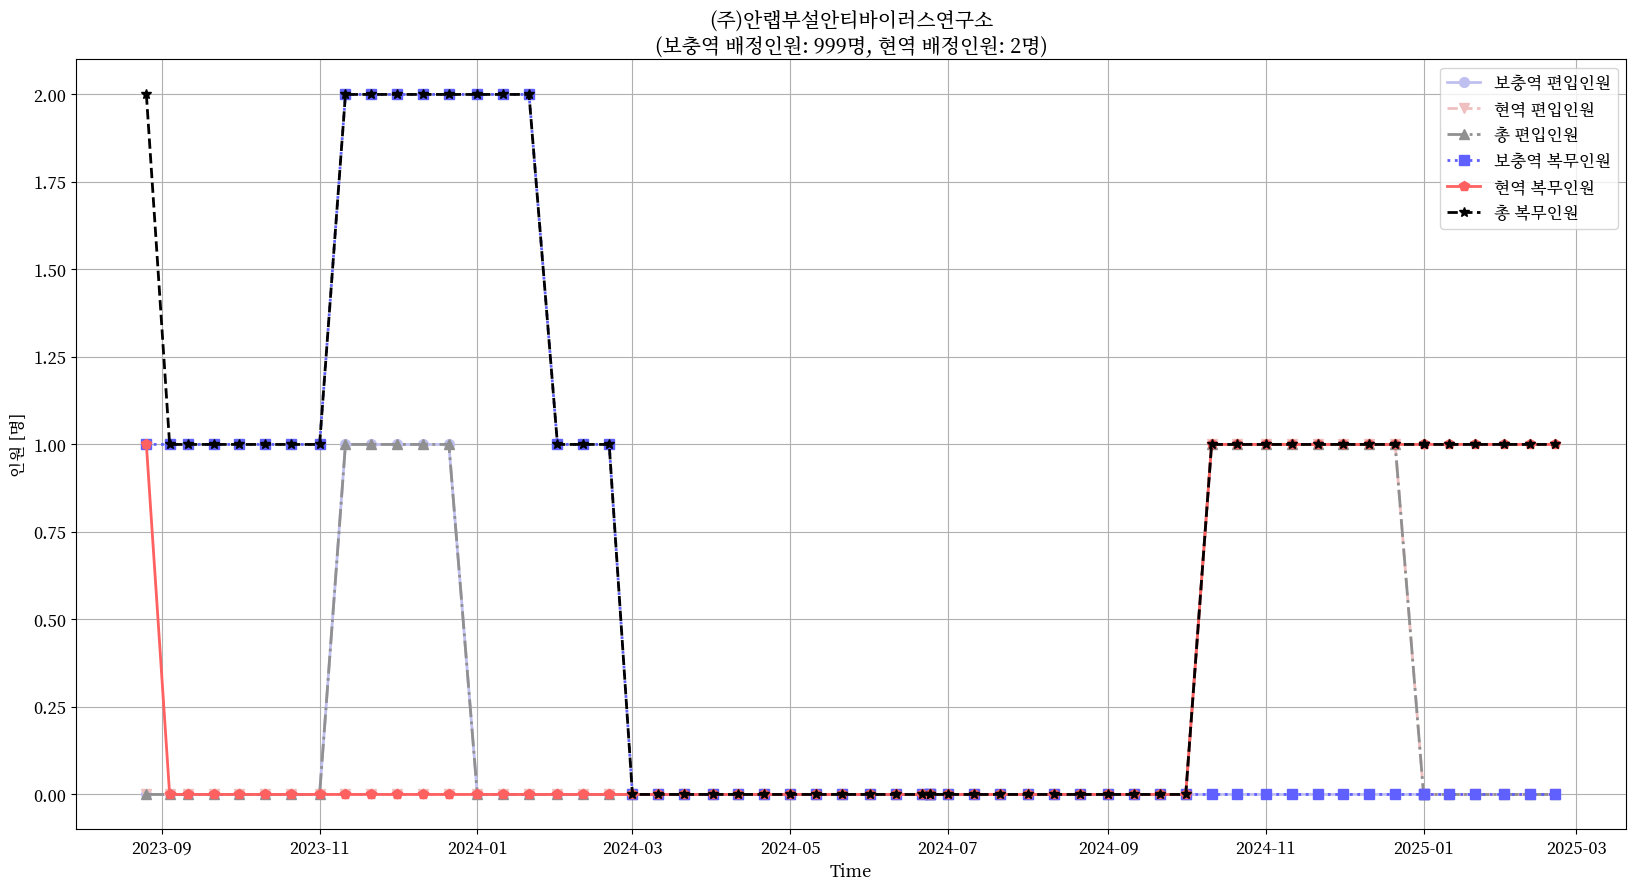 (주)안랩부설안티바이러스연구소
(보충역 배정인원: 999명, 현역 배정인원: 2명)
보충역 편입인원
현역 편입인원
총 편입인원
보충역 복무인원
현역 복무인원
총 복무인원
인원 [명]
2.00
1.75
1.50
1.25
1.00
0.75
0.50
0.25
0.00
2023-09
2023-11
2024-01
2024-03
2024-05
2024-07
2024-09
2024-11
2025-01
2025-03
Time